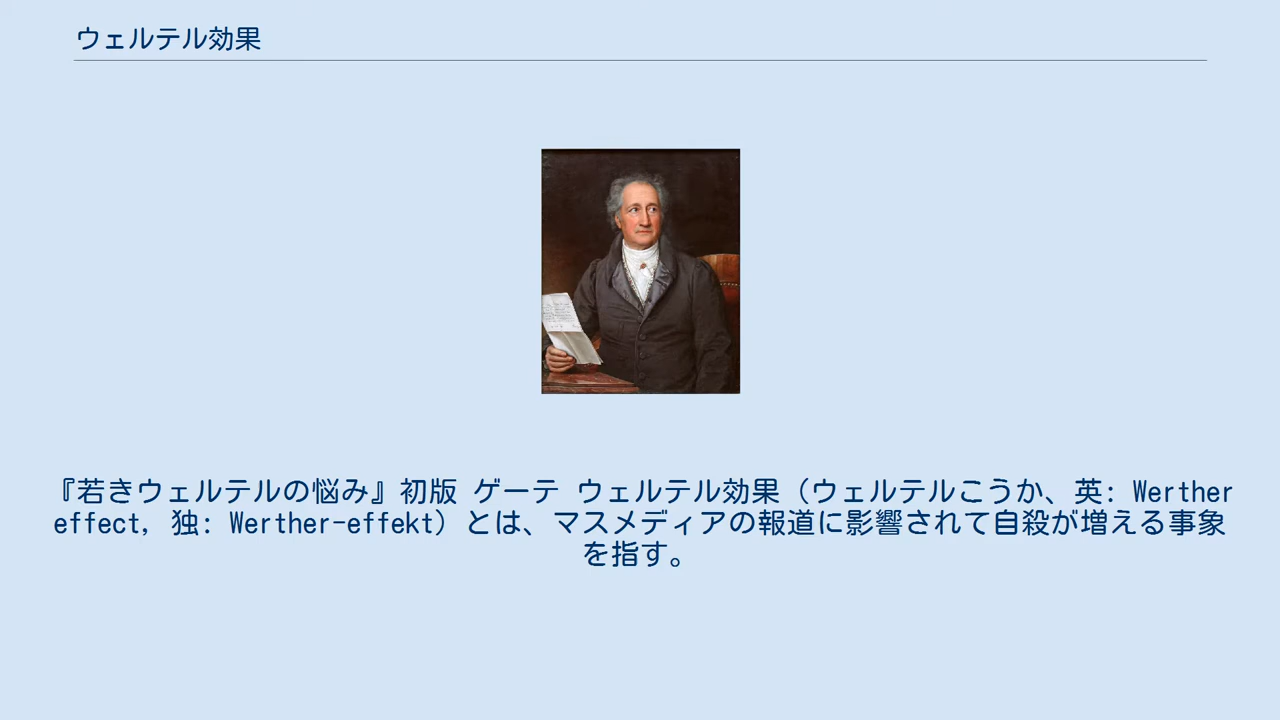 ウェルテル効果
『若きウェルテルの悩み』初版 ゲーテ ウェルテル効果（ウェルテルこうか、英: Werther
effect, 独: Werther-effekt）とは、マスメディアの報道に影響されて自殺が増える事象
を指す。